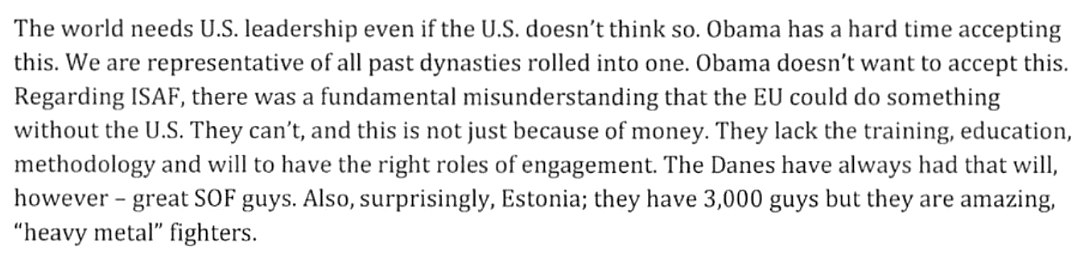 The world needs U.S. leadership even if the U.S. doesn't think so. Obama has a hard time accepting
this. We are representative of all past dynasties rolled into one. Obama doesn't want to accept this.
Regarding ISAF, there was a fundamental misunderstanding that the EU could do something
without the U.S. They can't, and this is not just because of money. They lack the training, education,
methodology and will to have the right roles of engagement. The Danes have always had that will,
however – great SOF guys. Also, surprisingly, Estonia; they have 3,000 guys but they are amazing,
“heavy metal” fighters.